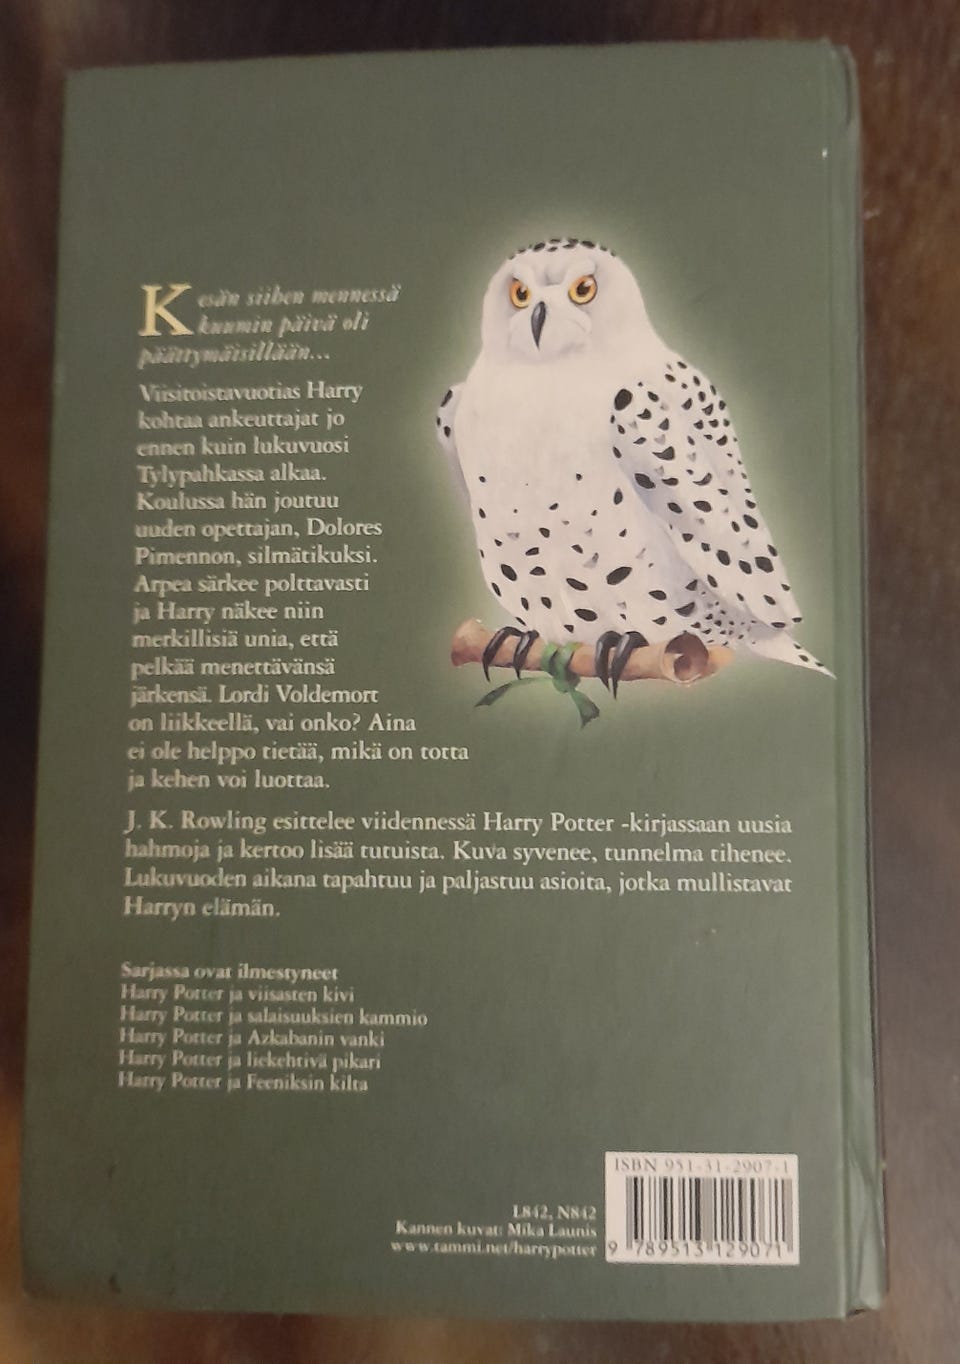 Kesän siihen mennessä
kuumin päivä oli
päättymäisillään...
Viisitoistavuotias Harry
kohtaa ankeuttajat jo
ennen kuin lukuvuosi
Tylypahkassa alkaa.
Koulussa hän joutuu
uuden opettajan, Dolores
Pimennon, silmätikuksi.
Arpea särkee polttavasti
ja Harry näkee niin
merkillisiä unia, että
pelkää menettävänsä
järkensä. Lordi Voldemort
on liikkeellä, vai onko? Aina
ei ole helppo tietää, mikä on totta
ja kehen voi luottaa.
J. K. Rowling esittelee viidennessä Harry Potter -kirjassaan uusia
hahmoja ja kertoo lisää tutuista. Kuva syvenee, tunnelma tihenee.
Lukuvuoden aikana tapahtuu ja paljastuu asioita, jotka mullistavat
Harryn elämän.
Sarjassa ovat ilmestyneet
Harry Potter ja viisasten kivi
Harry Potter ja salaisuuksien kammio
Harry Potter ja Azkabanin vanki
Harry Potter ja liekehtivä pikari
Harry Potter ja Feeniksin kilta
L842, N842
Kannen kuvat: Mika Launis
www.tammi.net/harrypotter
ISBN 951-31-2907-1
9 789513 129071